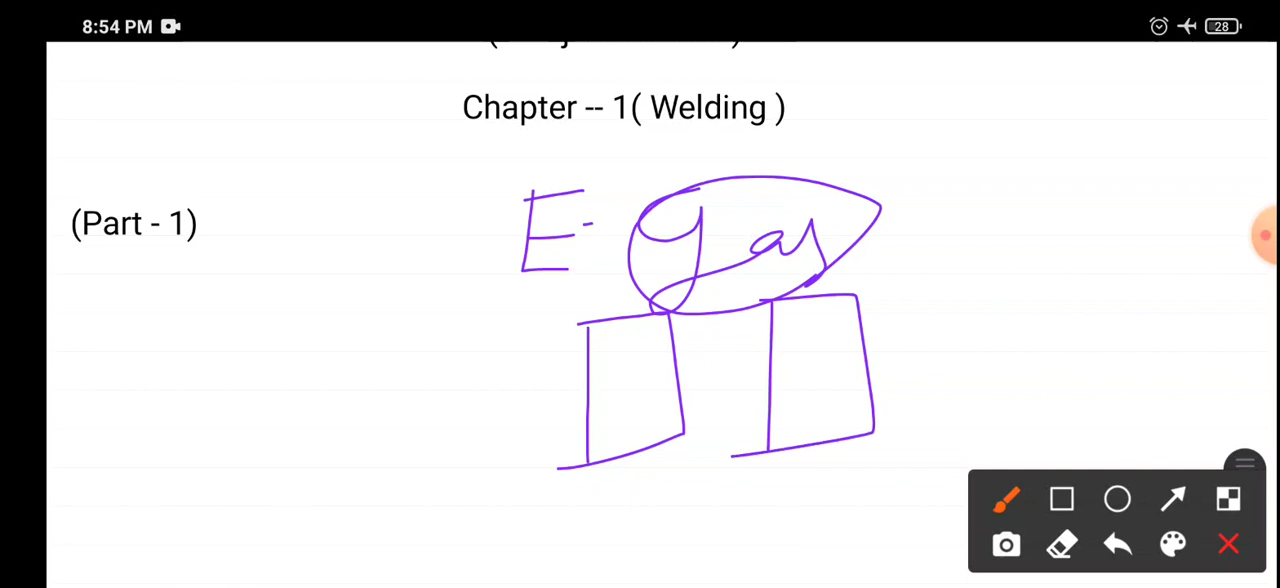 8:54 PM
28
Chapter -- 1( Welding )
(Part - 1)
E-
gas